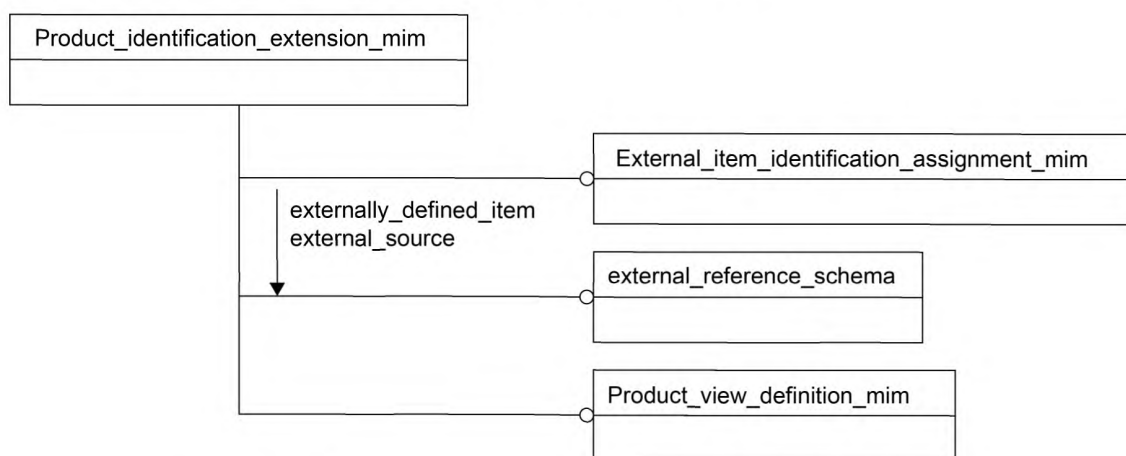 Product_identification_extension_mim
External_item_identification_assignment_mim
externally_defined_item
external_source
external_reference_schema
Product_view_definition_mim